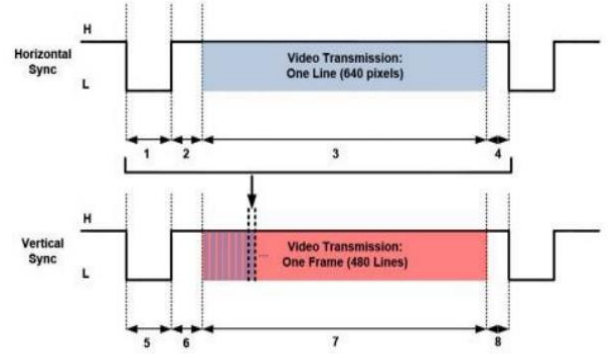 H
Horizontal
Sync
L
Video Transmission:
One Line (640 pixels)
1 2 3 4
H
Vertical
Sync
L
Video Transmission:
... One Frame (480 Lines)
5 6 7 8